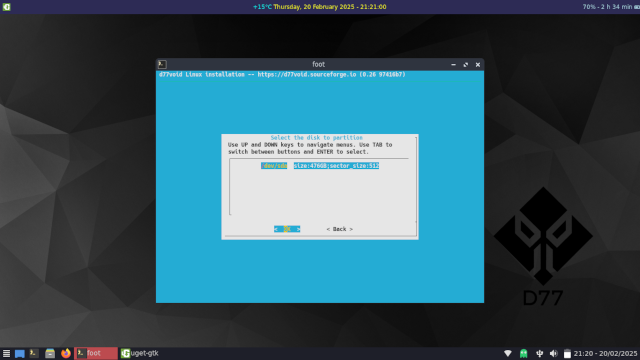 +15°C Thursday, 20 February 2025 - 21:21:00
70% - 2 h 34 min
foot
d77void Linux installation -- https://d77void.sourceforge.io (0.26 97416b7)
Select the disk to partition
Use UP and DOWN keys to navigate menus. Use TAB to
switch between buttons and ENTER to select.
/dev/sda size:476GB;sector_size:512
< OK > < Back >
D77
foot
uget-gtk
21:20 - 20/02/2025